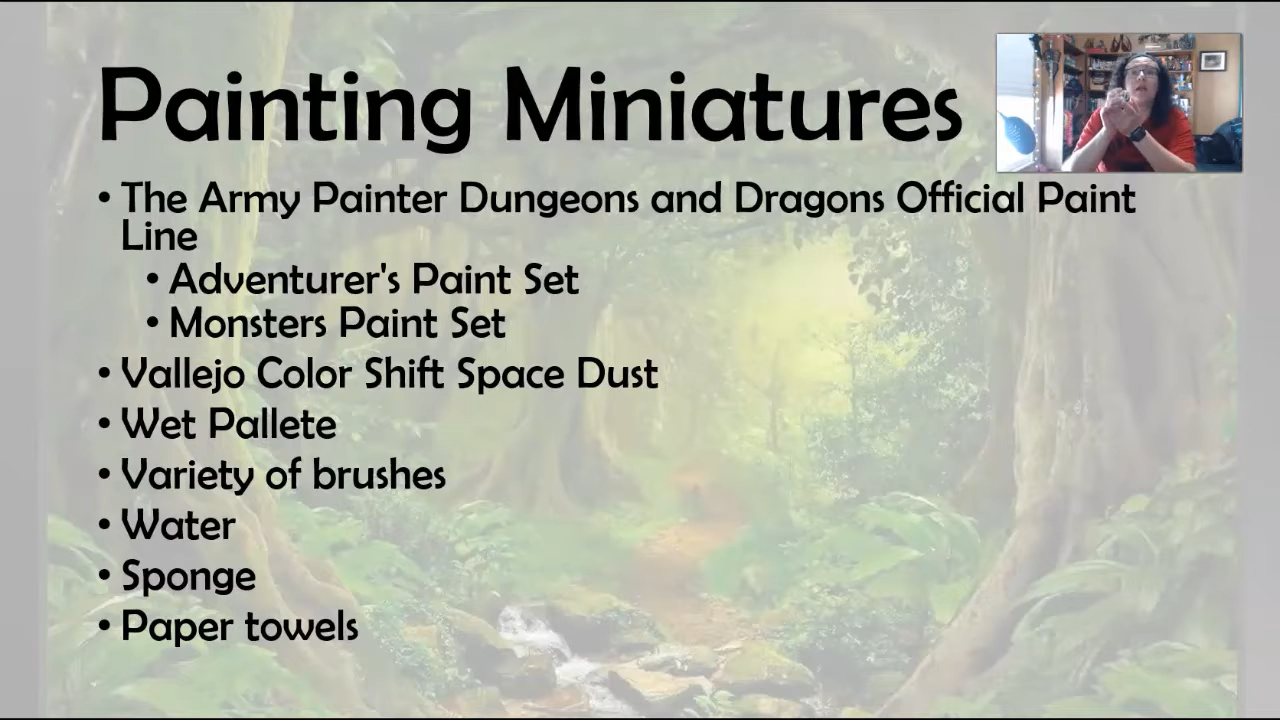 Painting Miniatures
• The Army Painter Dungeons and Dragons Official Paint
Line
• Adventurer's Paint Set
• Monsters Paint Set
• Vallejo Color Shift Space Dust
• Wet Pallete
• Variety of brushes
• Water
• Sponge
• Paper towels